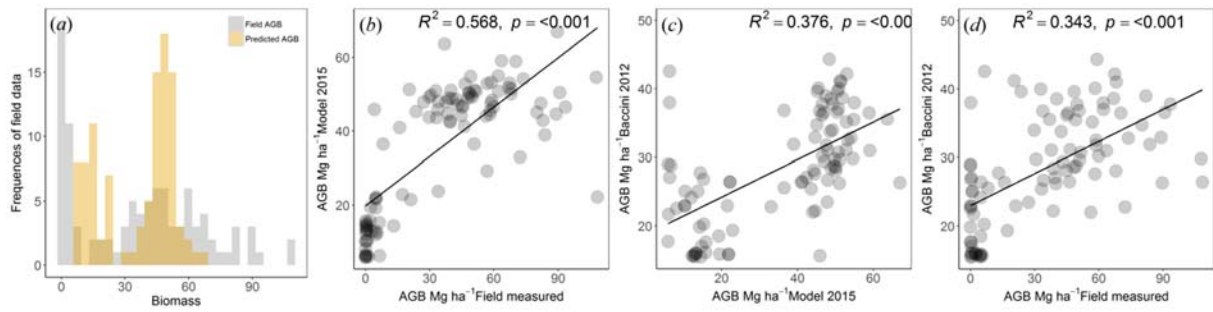 (a)
Field AGB
Predicted AGB
Frequences of field data
15
10
5
0
0 30 60 90
Biomass
(b)
R² = 0.568, p = <0.001
AGB Mg ha⁻¹Model 2015
60
40
20
0 30 60 90
AGB Mg ha⁻¹Field measured
(c)
R² = 0.376, p = <0.00
AGB Mg ha⁻¹Baccini 2012
50
40
30
20
20 40 60
AGB Mg ha⁻¹Model 2015
(d)
R² = 0.343, p = <0.001
AGB Mg ha⁻¹Baccini 2012
50
40
30
20
0 30 60 90
AGB Mg ha⁻¹Field measured